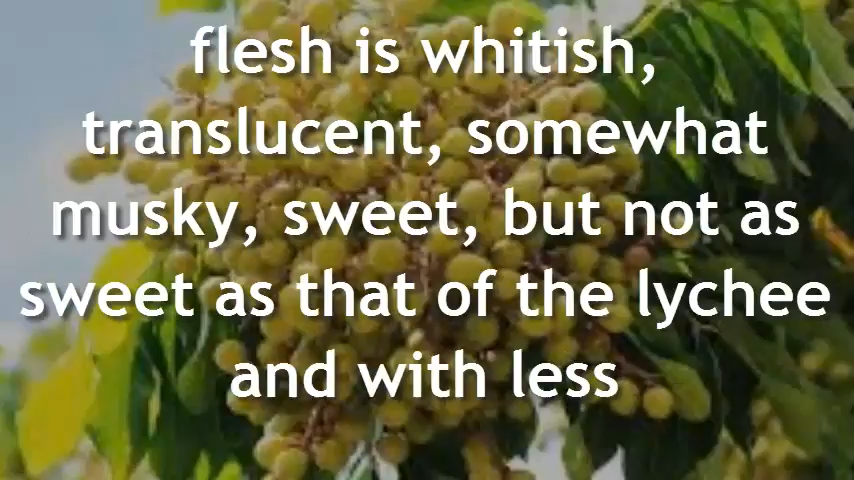 flesh is whitish,
translucent, somewhat
musky, sweet, but not as
sweet as that of the lychee
and with less